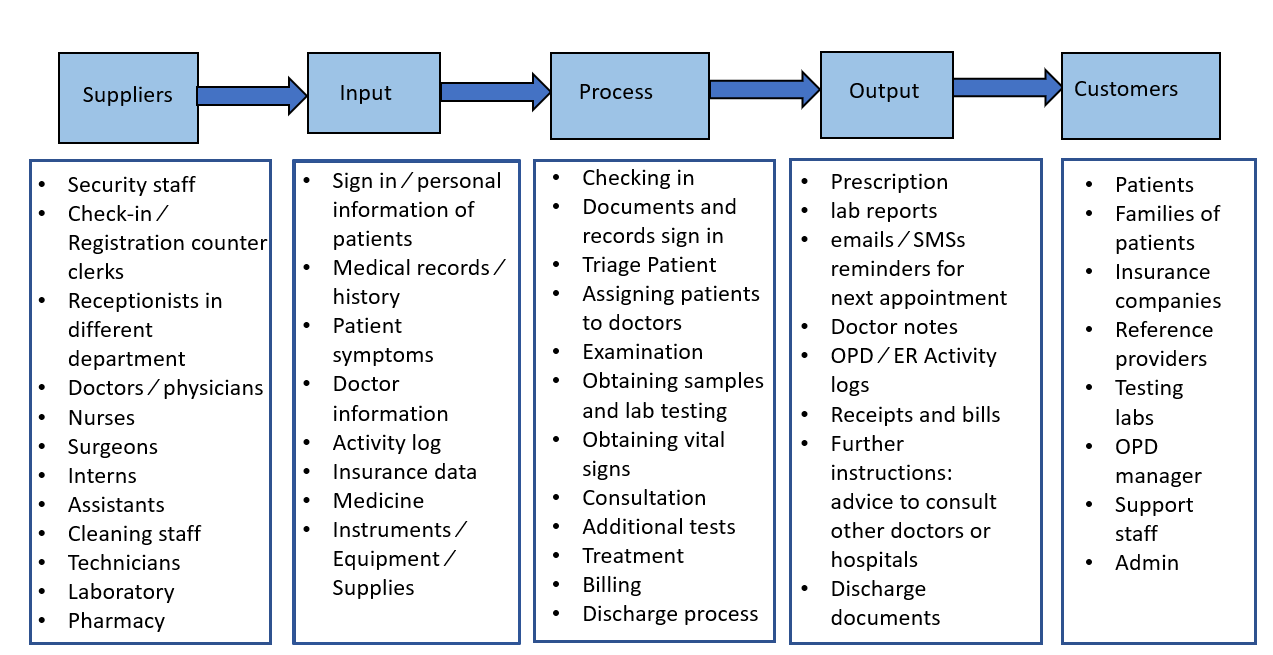 Suppliers
Input
Process
Output
Customers
• Security staff
• Check-in /
Registration counter
clerks
• Receptionists in
different
department
• Doctors / physicians
• Nurses
• Surgeons
• Interns
• Assistants
• Cleaning staff
• Technicians
• Laboratory
• Pharmacy
• Sign in / personal
information of
patients
• Medical records /
history
• Patient
symptoms
• Doctor
information
• Activity log
• Insurance data
• Medicine
• Instruments /
Equipment /
Supplies
• Checking in
• Documents and
records sign in
• Triage Patient
• Assigning patients
to doctors
• Examination
• Obtaining samples
and lab testing
• Obtaining vital
signs
• Consultation
• Additional tests
• Treatment
• Billing
• Discharge process
• Prescription
• lab reports
• emails / SMSs
reminders for
next appointment
• Doctor notes
• OPD / ER Activity
logs
• Receipts and bills
• Further
instructions:
advice to consult
other doctors or
hospitals
• Discharge
documents
• Patients
• Families of
patients
• Insurance
companies
• Reference
providers
• Testing
labs
• OPD
manager
• Support
staff
• Admin